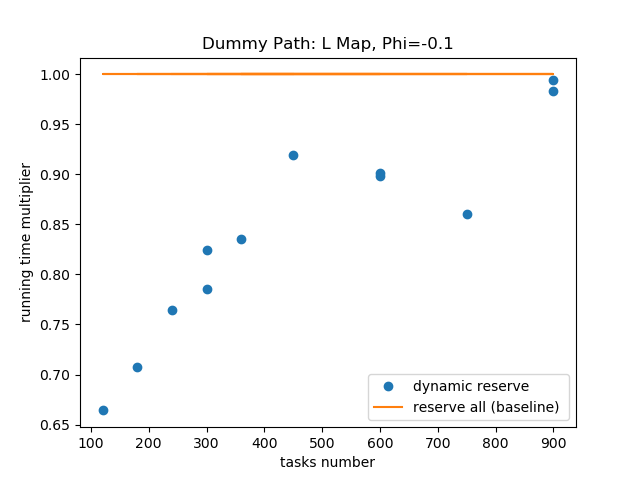 Dummy Path: L Map, Phi=-0.1
1.00
0.95
0.90
0.85
0.80
0.75
0.70
0.65
running time multiplier
100 200 300 400 500 600 700 800 900
tasks number
dynamic reserve
reserve all (baseline)